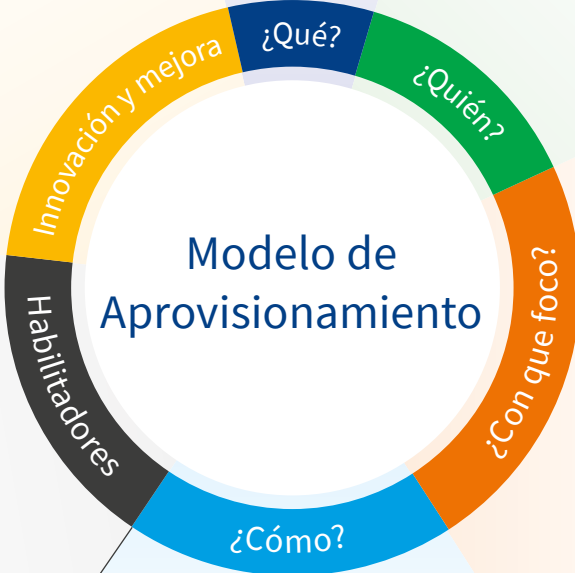 ¿Qué?
¿Quién?
¿Con que foco?
¿Cómo?
Habilitadores
Innovación y mejora
Modelo de
Aprovisionamiento